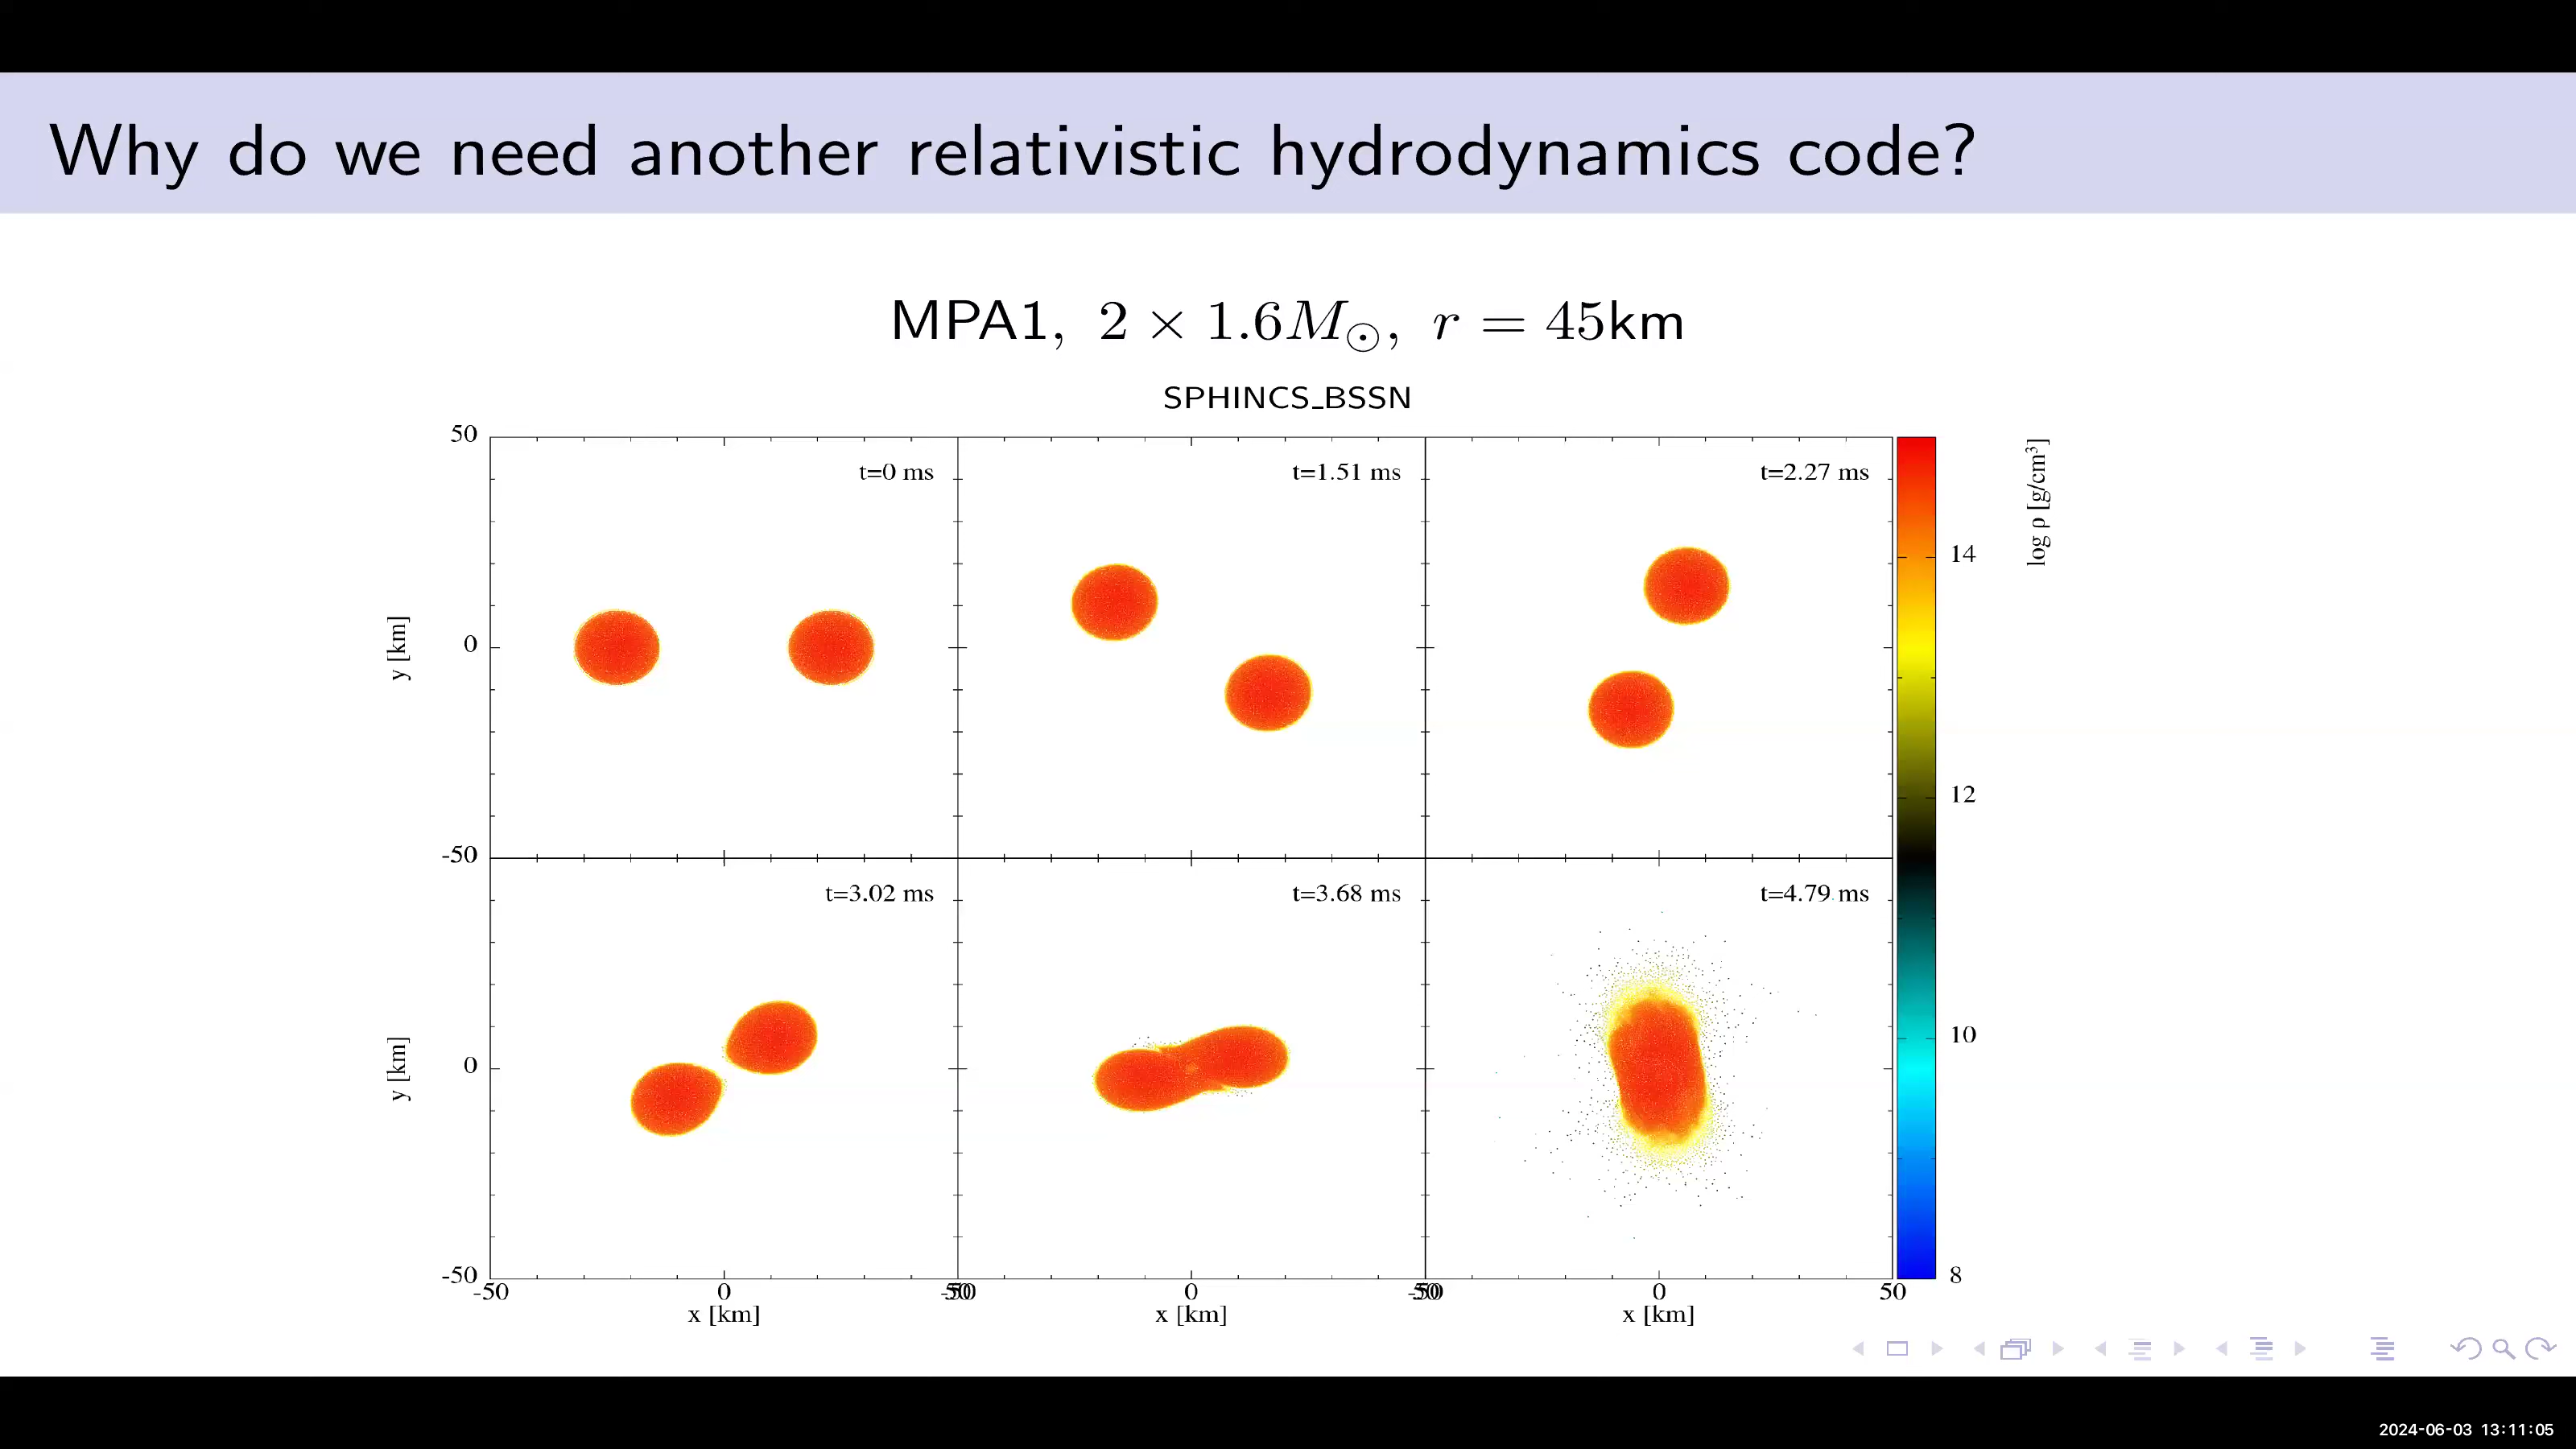 Why do we need another relativistic hydrodynamics code?
MPA1, 2 × 1.6M⊙, r = 45km
SPHINCS_BSSN
50
t=0 ms
t=1.51 ms
t=2.27 ms
log ρ [g/cm³]
14
y [km]
0
12
-50
t=3.02 ms
t=3.68 ms
t=4.79 ms
10
y [km]
0
-50
8
-50
0
50
-50
0
50
-50
0
50
x [km]
x [km]
x [km]
2024-06-03 13:11:05